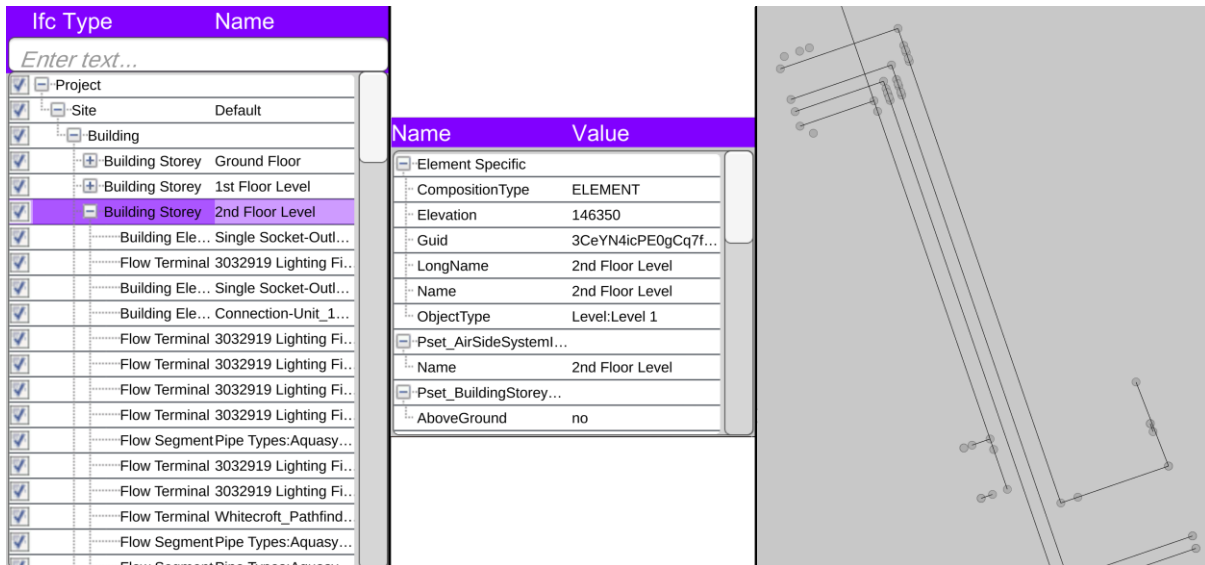 Ifc Type Name
Enter text...
Project
Site Default
Building
Building Storey Ground Floor
Building Storey 1st Floor Level
Building Storey 2nd Floor Level
Building Ele... Single Socket-Outl...
Flow Terminal 3032919 Lighting Fi...
Building Ele... Single Socket-Outl...
Building Ele... Connection-Unit_1...
Flow Terminal 3032919 Lighting Fi...
Flow Terminal 3032919 Lighting Fi...
Flow Terminal 3032919 Lighting Fi...
Flow Terminal 3032919 Lighting Fi...
Flow Segment Pipe Types:Aquasy...
Flow Terminal 3032919 Lighting Fi...
Flow Terminal 3032919 Lighting Fi...
Flow Terminal Whitecroft_Pathfind...
Flow Segment Pipe Types:Aquasy...
Flow Segment Pipe Types:Aquasy...
Name Value
Element Specific
CompositionType ELEMENT
Elevation 146350
Guid 3CeYN4icPE0gCq7f...
LongName 2nd Floor Level
Name 2nd Floor Level
ObjectType Level:Level 1
Pset_AirSideSystemI...
Name 2nd Floor Level
Pset_BuildingStorey...
AboveGround no